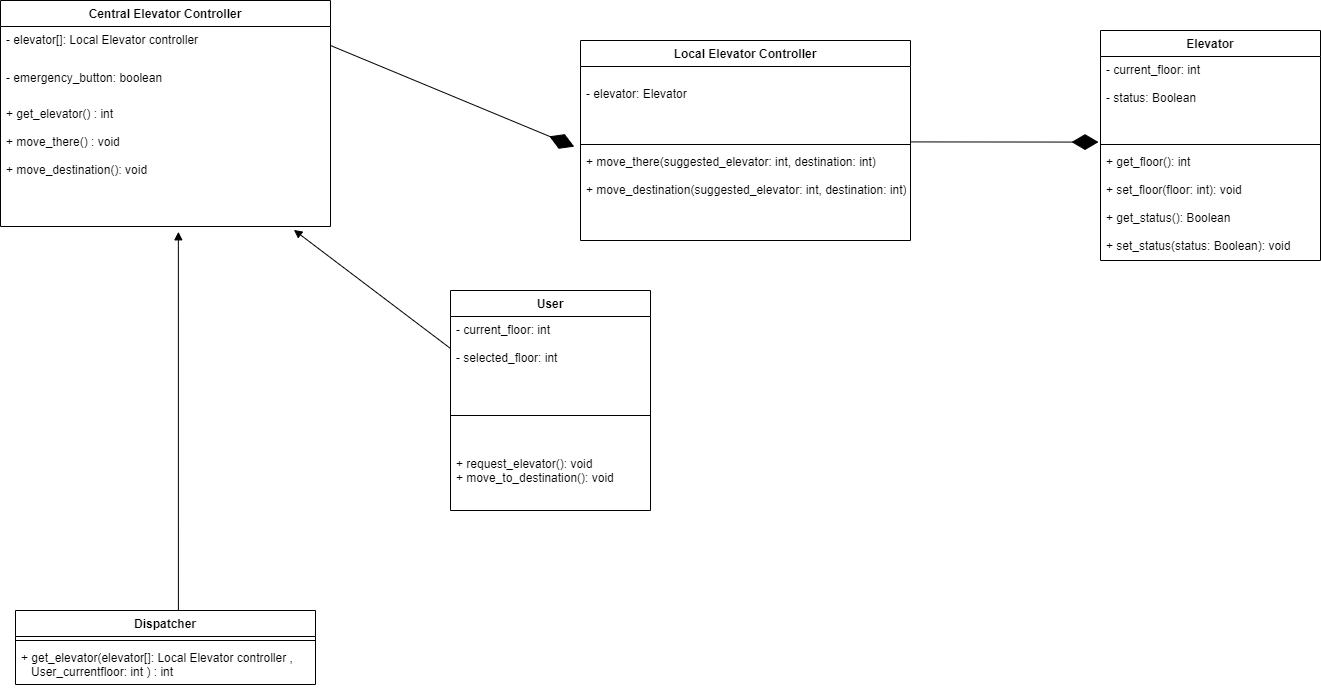 Central Elevator Controller
- elevator[]: Local Elevator controller
- emergency_button: boolean
+ get_elevator() : int
+ move_there() : void
+ move_destination(): void
Local Elevator Controller
- elevator: Elevator
+ move_there(suggested_elevator: int, destination: int)
+ move_destination(suggested_elevator: int, destination: int)
Elevator
- current_floor: int
- status: Boolean
+ get_floor(): int
+ set_floor(floor: int): void
+ get_status(): Boolean
+ set_status(status: Boolean): void
User
- current_floor: int
- selected_floor: int
+ request_elevator(): void
+ move_to_destination(): void
Dispatcher
+ get_elevator(elevator[]: Local Elevator controller ,
User_currentfloor: int ) : int